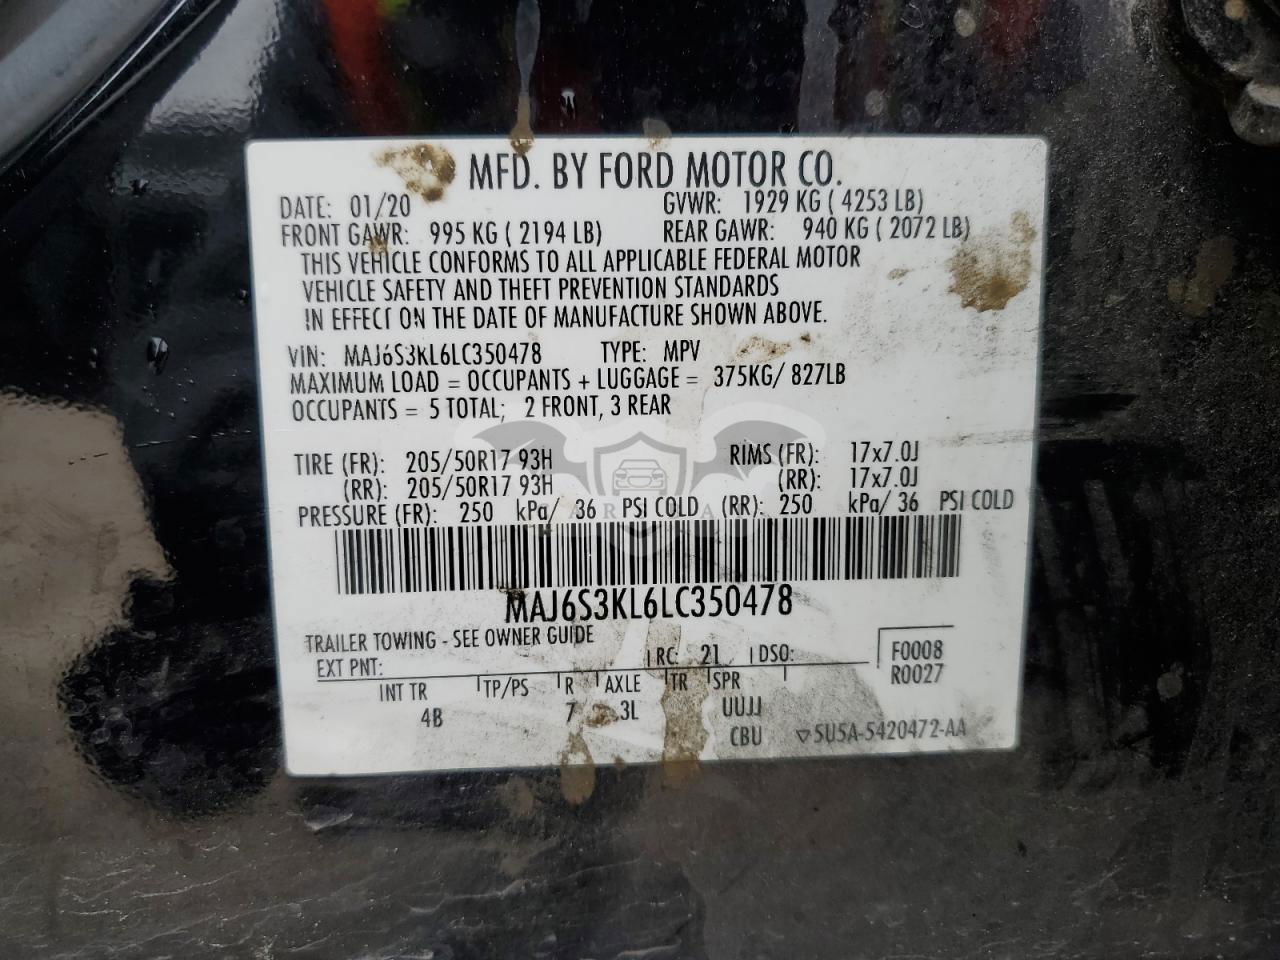 MFD. BY FORD MOTOR CO.
DATE: 01/20 GVWR: 1929 KG ( 4253 LB)
FRONT GAWR: 995 KG ( 2194 LB) REAR GAWR: 940 KG ( 2072 LB)
THIS VEHICLE CONFORMS TO ALL APPLICABLE FEDERAL MOTOR
VEHICLE SAFETY AND THEFT PREVENTION STANDARDS
IN EFFECT ON THE DATE OF MANUFACTURE SHOWN ABOVE.
VIN: MAJ6S3KL6LC350478 TYPE: MPV
MAXIMUM LOAD = OCCUPANTS + LUGGAGE = 375KG/ 827LB
OCCUPANTS = 5 TOTAL; 2 FRONT, 3 REAR
TIRE (FR): 205/50R17 93H RIMS (FR): 17x7.0J
(RR): 205/50R17 93H (RR): 17x7.0J
PRESSURE (FR): 250 kPa/ 36 PSI COLD (RR): 250 kPa/ 36 PSI COLD
MAJ6S3KL6LC350478
TRAILER TOWING - SEE OWNER GUIDE
EXT PNT: RC: 21 DSO: F0008
R0027
INT TR TP/PS R AXLE TR SPR
4B 7 3L UUJJ
CBU ▽5U5A-5420472-AA